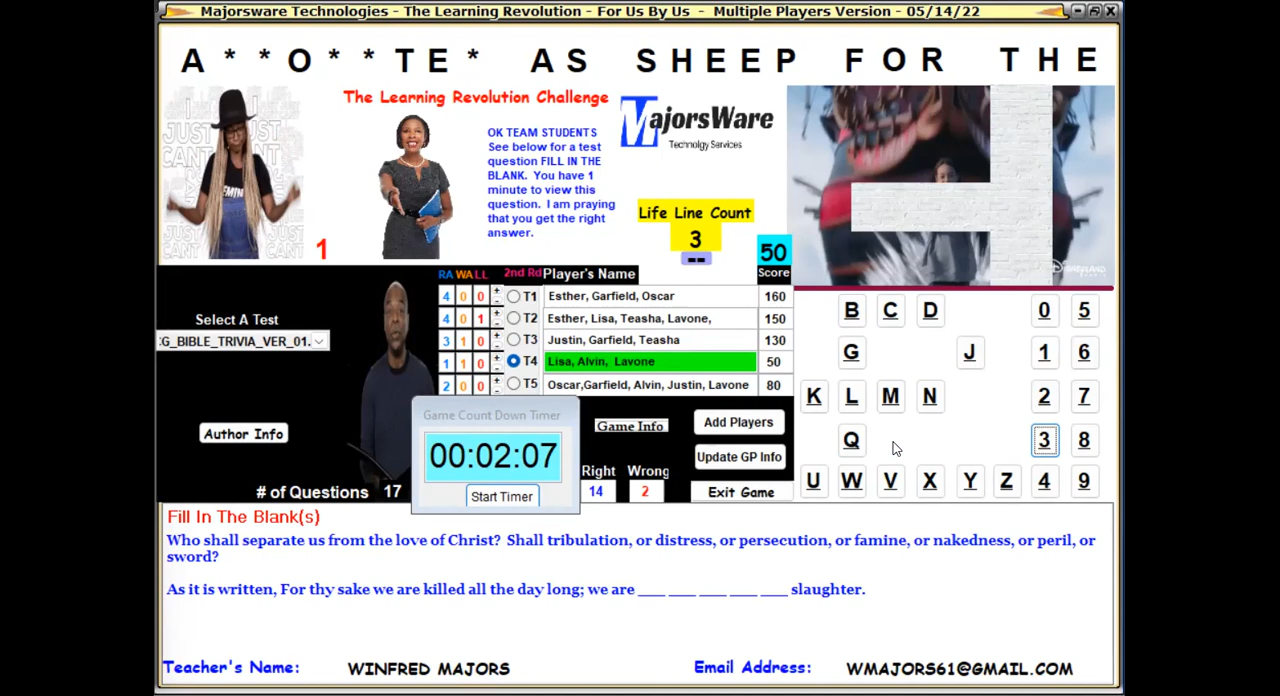 Majorsware Technologies - The Learning Revolution - For Us By Us - Multiple Players Version - 05/14/22
A**O**TE* AS SHEEP FOR THE
The Learning Revolution Challenge
MajorsWare
Technolgy Services
OK TEAM STUDENTS
See below for a test
question FILL IN THE
BLANK. You have 1
minute to view this
question. I am praying
that you get the right
answer.
I
JUST
CANT
1
Life Line Count
3
--
50
Score
RA WA LL 2nd Rd Player's Name
4 0 0 + - T1 Esther, Garfield, Oscar 160
4 0 1 + - T2 Esther, Lisa, Teasha, Lavone, 150
3 1 0 + - T3 Justin, Garfield, Teasha 130
1 1 0 + - T4 Lisa, Alvin, Lavone 50
2 0 0 + - T5 Oscar,Garfield, Alvin, Justin, Lavone 80
Select A Test
:G_BIBLE_TRIVIA_VER_01.
Author Info
# of Questions 17
Game Count Down Timer
00:02:07
Start Timer
Game Info
Right Wrong
14 2
Add Players
Update GP Info
Exit Game
B C D 0 5
G J 1 6
K L M N 2 7
Q 3 8
U W V X Y Z 4 9
Fill In The Blank(s)
Who shall separate us from the love of Christ? Shall tribulation, or distress, or persecution, or famine, or nakedness, or peril, or
sword?
As it is written, For thy sake we are killed all the day long; we are ___ ___ ___ ___ ___ slaughter.
Teacher's Name: WINFRED MAJORS Email Address: WMAJORS61@GMAIL.COM